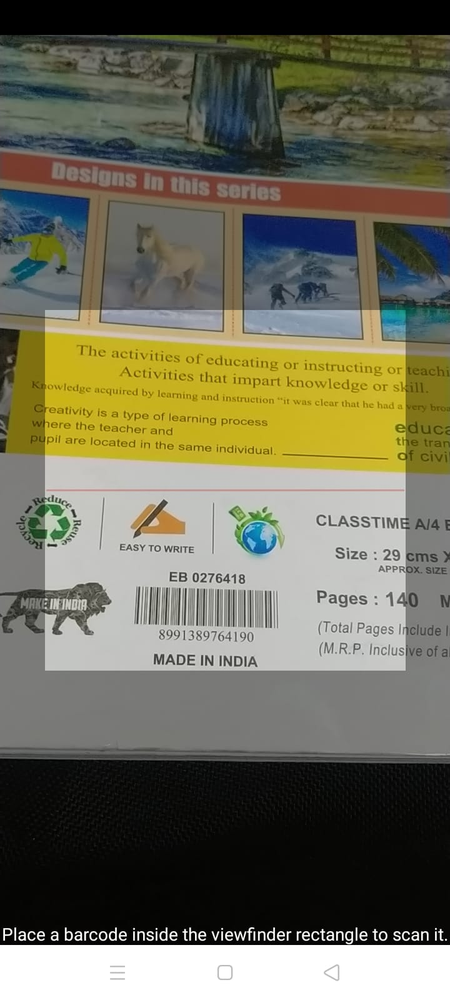 Designs in this series
The activities of educating or instructing or teachi
Activities that impart knowledge or skill.
Knowledge acquired by learning and instruction "it was clear that he had a very broa
Creativity is a type of learning process
where the teacher and
pupil are located in the same individual.
educa
the tran
of civi
Reduce
Reuse
Recycle
EASY TO WRITE
ECO
CLASSTIME A/4 E
Size : 29 cms X
APPROX. SIZE
EB 0276418
MAKE IN INDIA
Pages : 140 M
8991389764190
(Total Pages Include I
(M.R.P. Inclusive of a
MADE IN INDIA
Place a barcode inside the viewfinder rectangle to scan it.